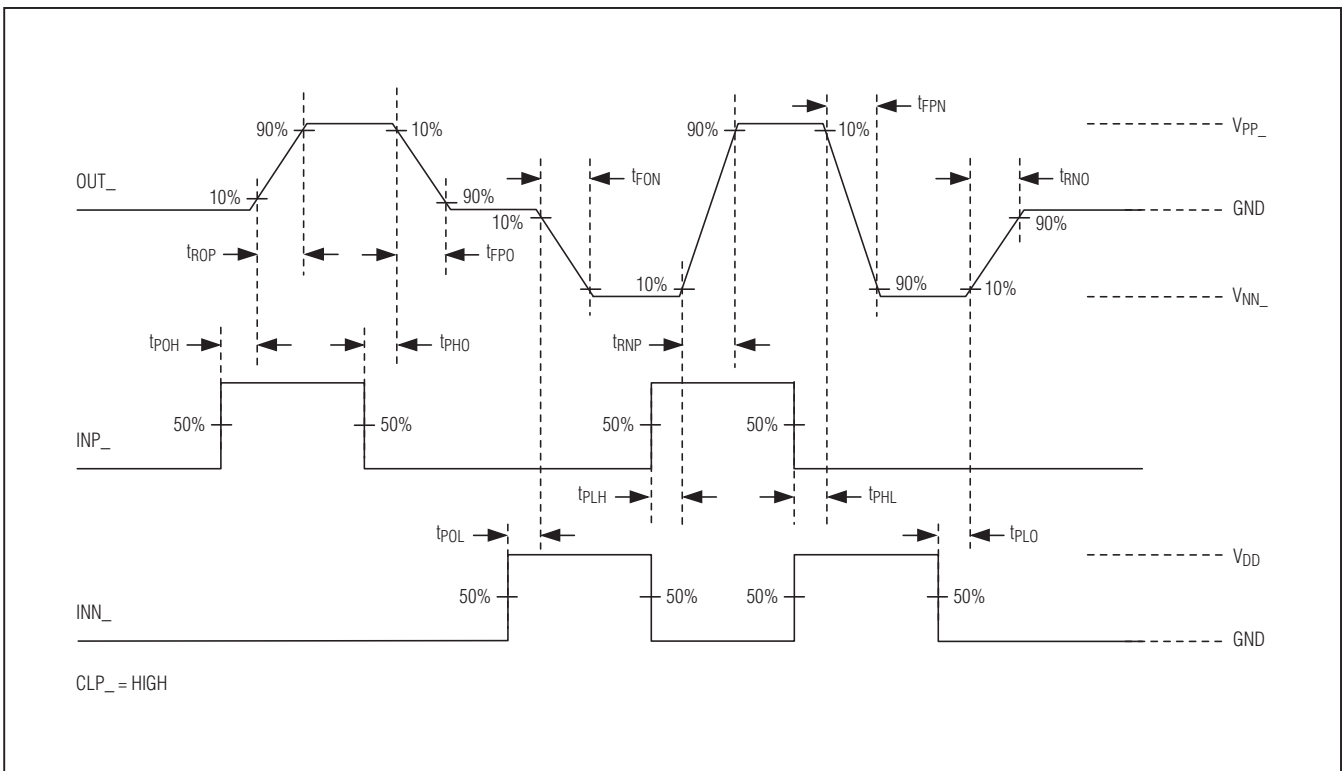 tFPN
90% 10% 90% 10% VPP_
OUT_ tFON tRNO
10% 90% 10% GND
90%
tROP tFPO
10% 90% 10% VNN_
tPOH tPHO tRNP
50% 50% 50% 50%
INP_
tPLH tPHL
tPOL tPLO
VDD
50% 50% 50% 50%
INN_
GND
CLP_ = HIGH